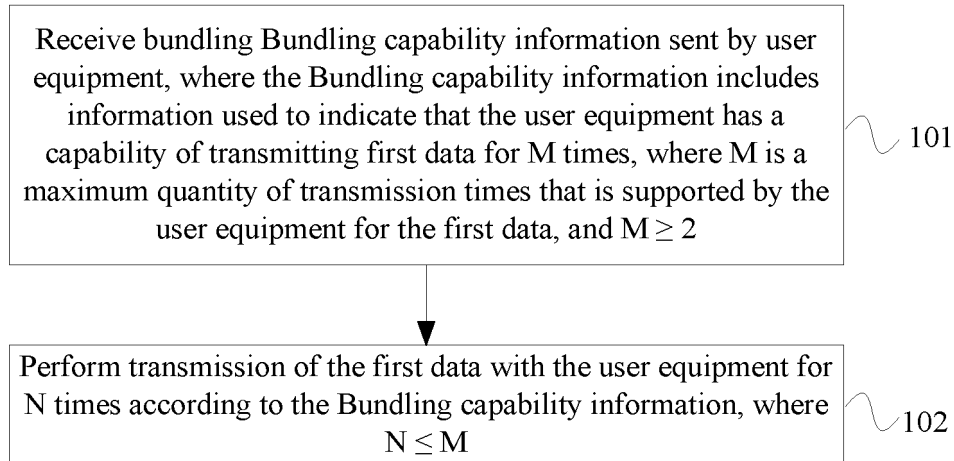 Receive bundling Bundling capability information sent by user
equipment, where the Bundling capability information includes
information used to indicate that the user equipment has a
capability of transmitting first data for M times, where M is a
maximum quantity of transmission times that is supported by the
user equipment for the first data, and M ≥ 2
101
Perform transmission of the first data with the user equipment for
N times according to the Bundling capability information, where
N ≤ M
102